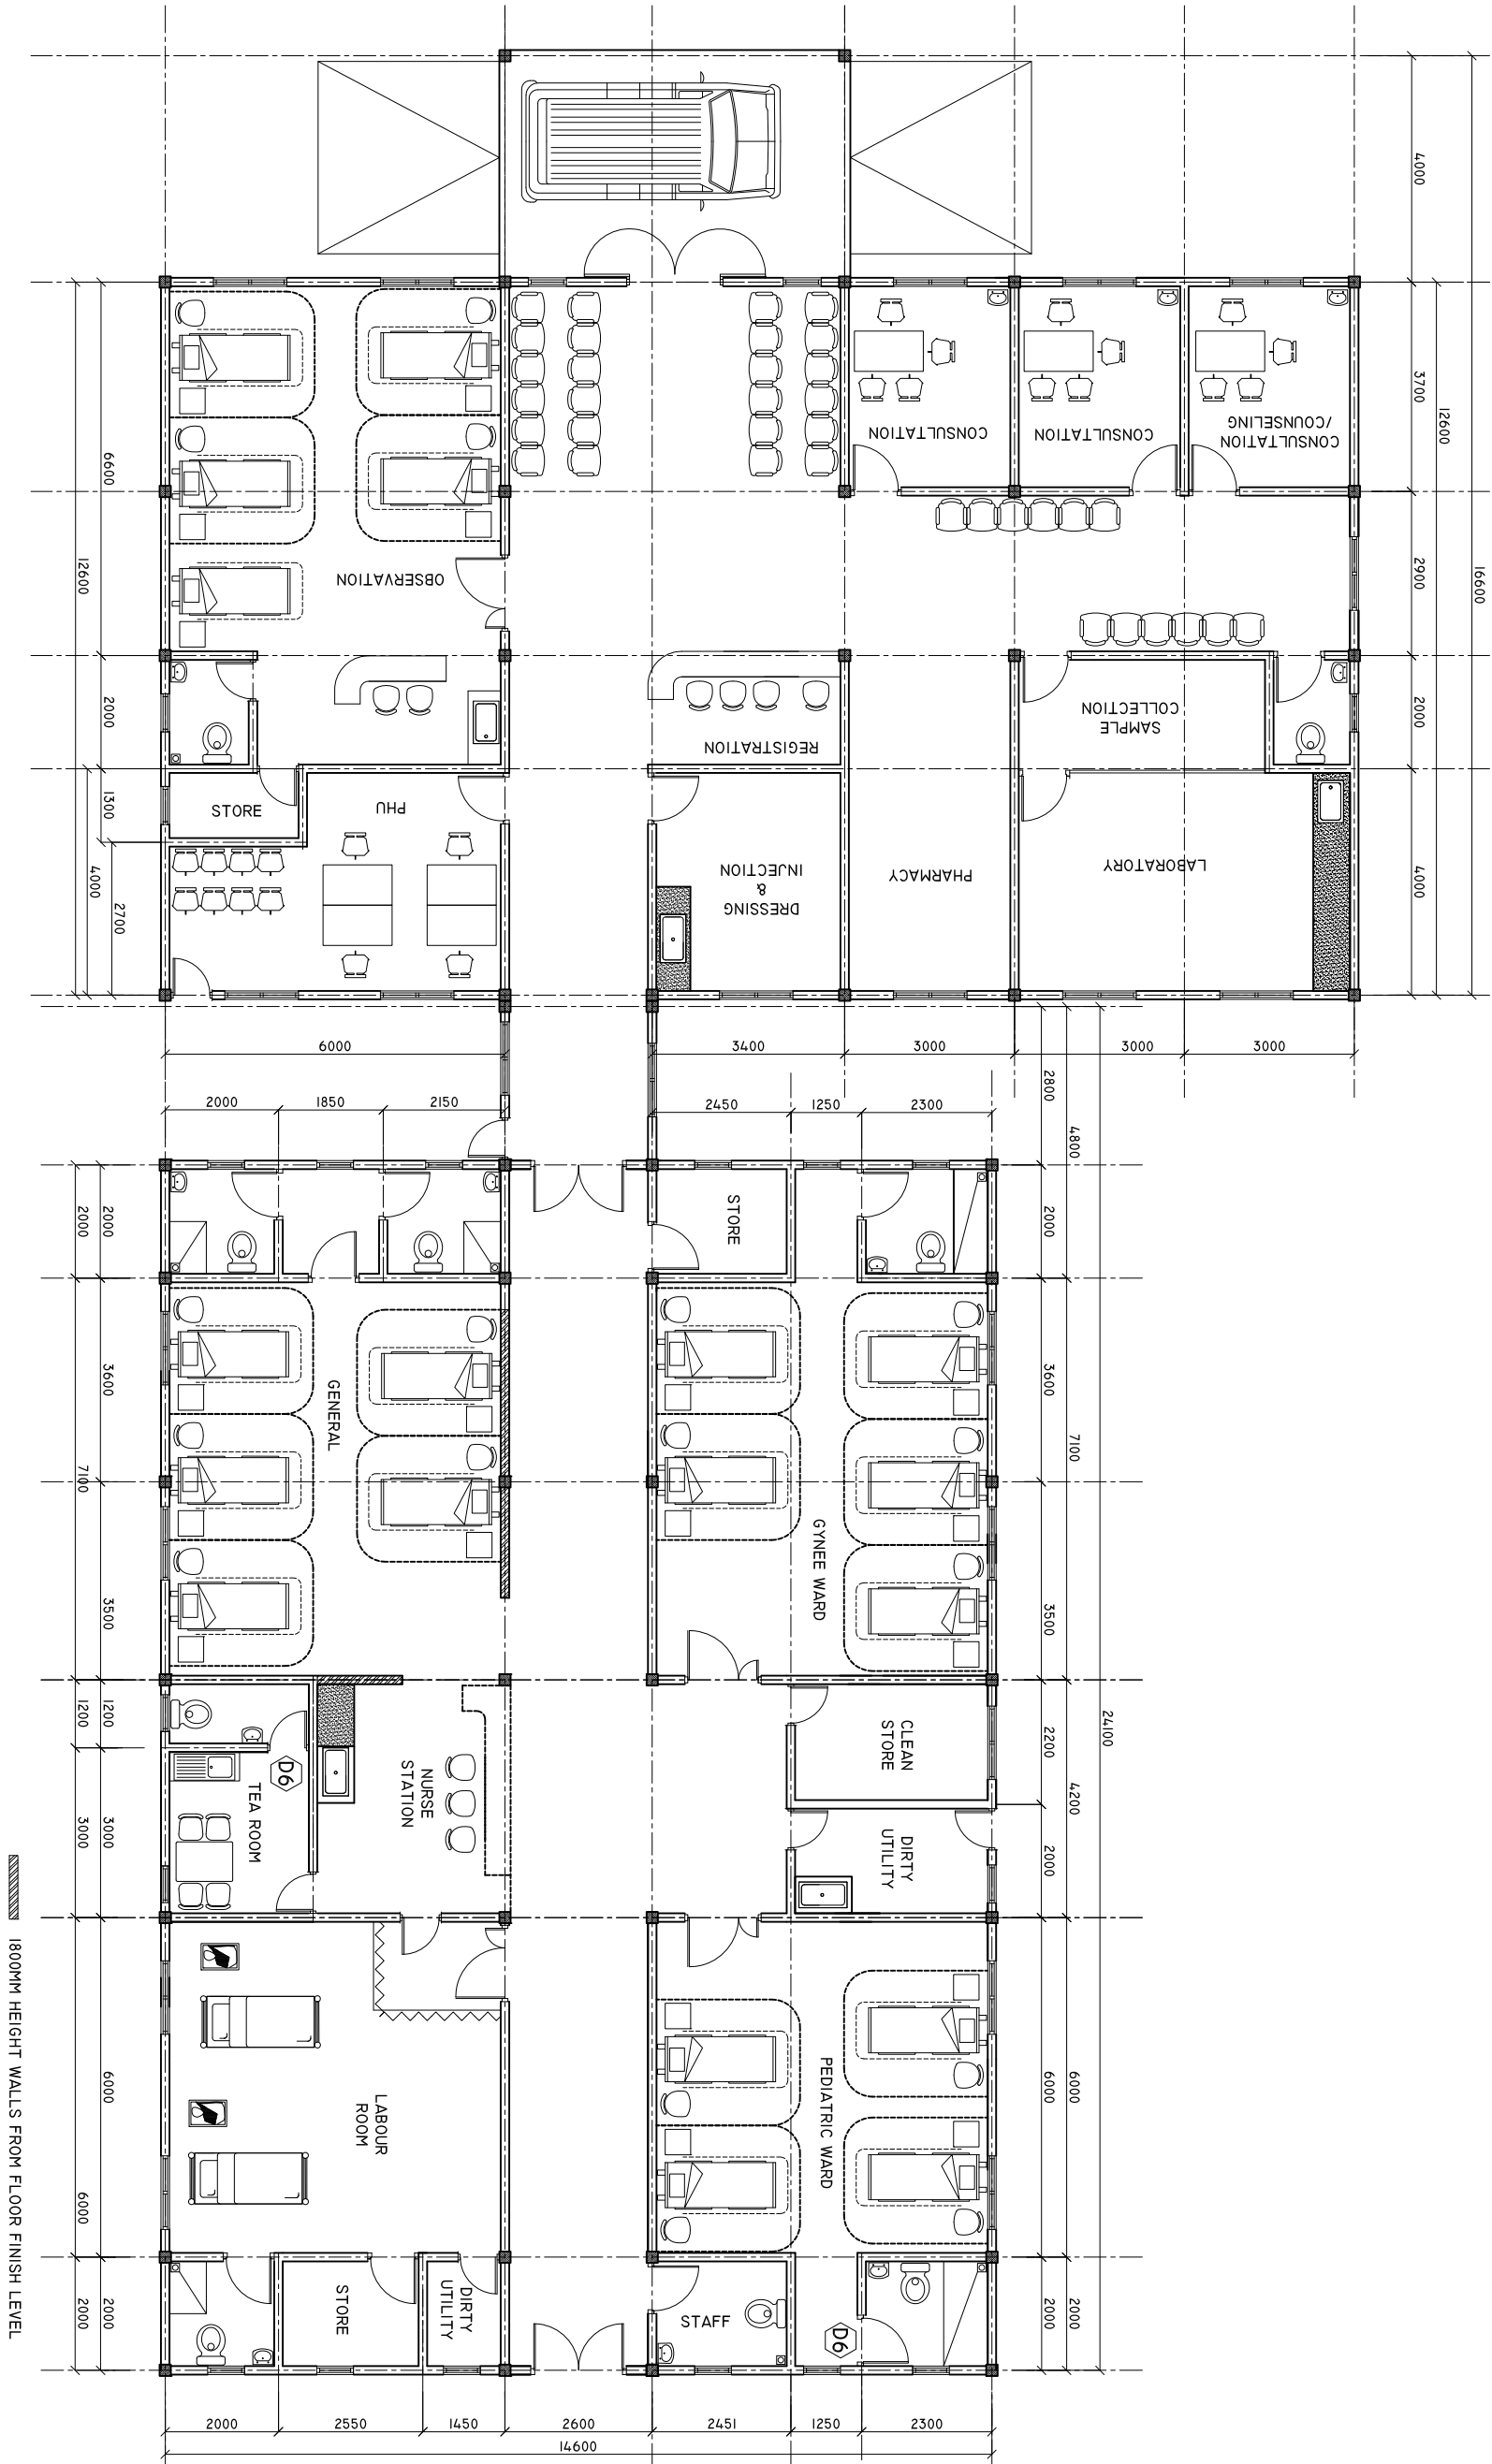 4000
16600
12600
3700
2900
2000
4000
CONSULTATION
/COUNSELING
CONSULTATION
CONSULTATION
OBSERVATION
6600
12600
2000
1300
4000
2700
SAMPLE
COLLECTION
REGISTRATION
STORE
PHU
DRESSING
&
INJECTION
PHARMACY
LABORATORY
6000
3400
3000
3000
3000
2000
1850
2150
2450
1250
2300
2800
4800
2000
2000
2000
STORE
3600
GENERAL
GYNEE WARD
3600
7100
7100
3500
3500
24100
1200
1200
CLEAN
STORE
2200
4200
D6
TEA ROOM
NURSE
STATION
3000
3000
DIRTY
UTILITY
2000
6000
6000
LABOUR
ROOM
PEDIATRIC WARD
6000
6000
2000
2000
STORE
DIRTY
UTILITY
STAFF
D6
2000
2000
2000
2550
1450
2600
2451
1250
2300
14600
1800MM HEIGHT WALLS FROM FLOOR FINISH LEVEL